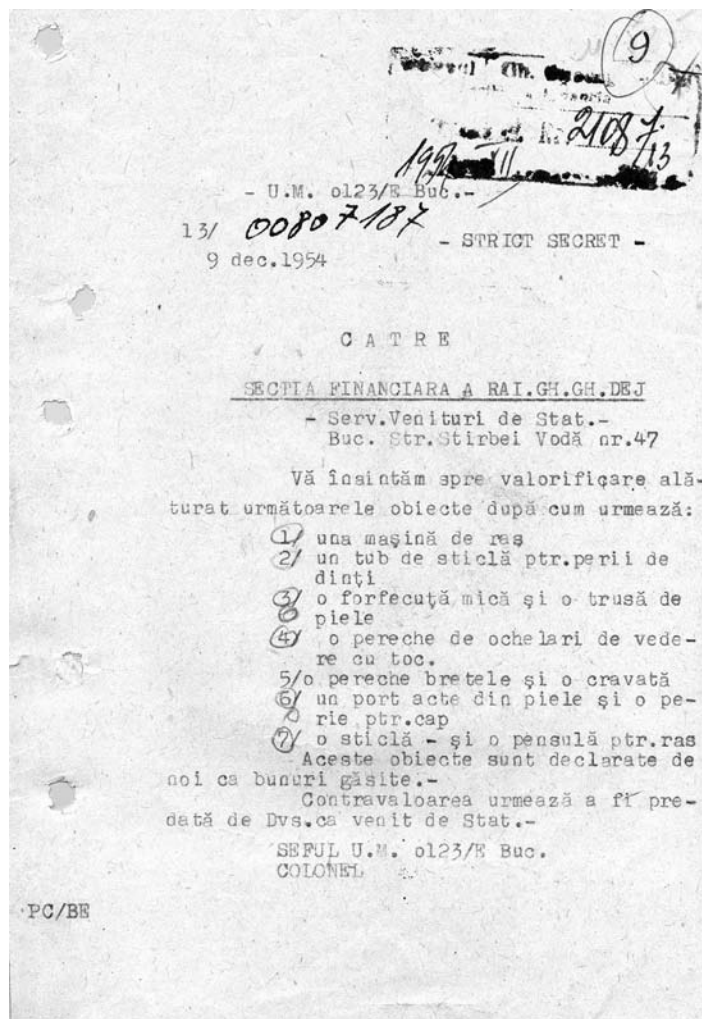 9
Gh.
21087
13
195 II
- U.M. o123/E Buc.-
13/ 00807187
- STRICT SECRET -
9 dec.1954
C A T R E
SECTIA FINANCIARA A RAI.GH.GH.DEJ
- Serv.Venituri de Stat.-
Buc. Str.Stirbei Vodă nr.47
Vă însintăm spre valorificare ală-
turat următoarele obiecte după cum urmează:
1/ una mașină de ras
2/ un tub de sticlă ptr.perii de
dinți
3/ o forfecuță mică și o trusă de
piele
4/ o pereche de ochelari de vede-
re cu toc.
5/o pereche bretele și o cravată
6/ un port acte din piele și o pe-
rie ptr.cap
7/ o sticlă - și o pensulă ptr.ras
Aceste obiecte sunt declarate de
noi ca bunuri găsite.-
Contravaloarea urmează a fi pre-
dată de Dvs.ca venit de Stat.-
SEFUL U.M. o123/E Buc.
COLONEL
PC/BE